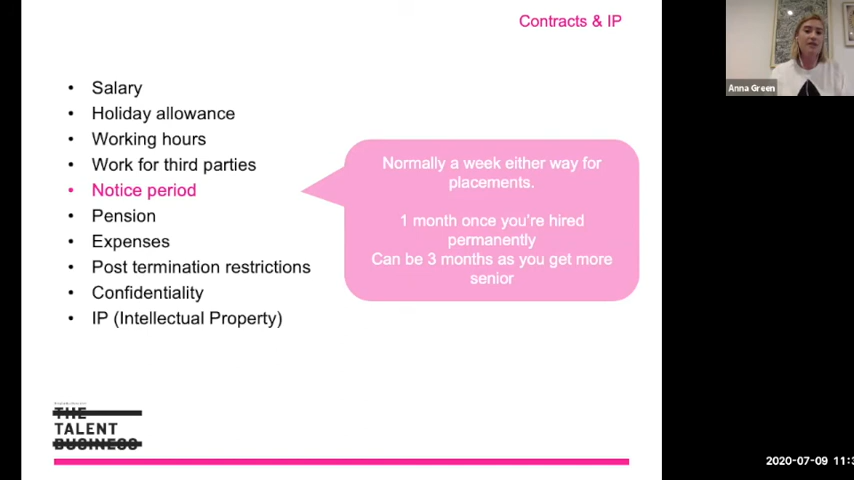 Contracts & IP
Anna Green
• Salary
• Holiday allowance
• Working hours
• Work for third parties
• Notice period
• Pension
• Expenses
• Post termination restrictions
• Confidentiality
• IP (Intellectual Property)
Normally a week either way for
placements.
1 month once you're hired
permanently
Can be 3 months as you get more
senior
THE
TALENT
BUSINESS
2020-07-09 11:3